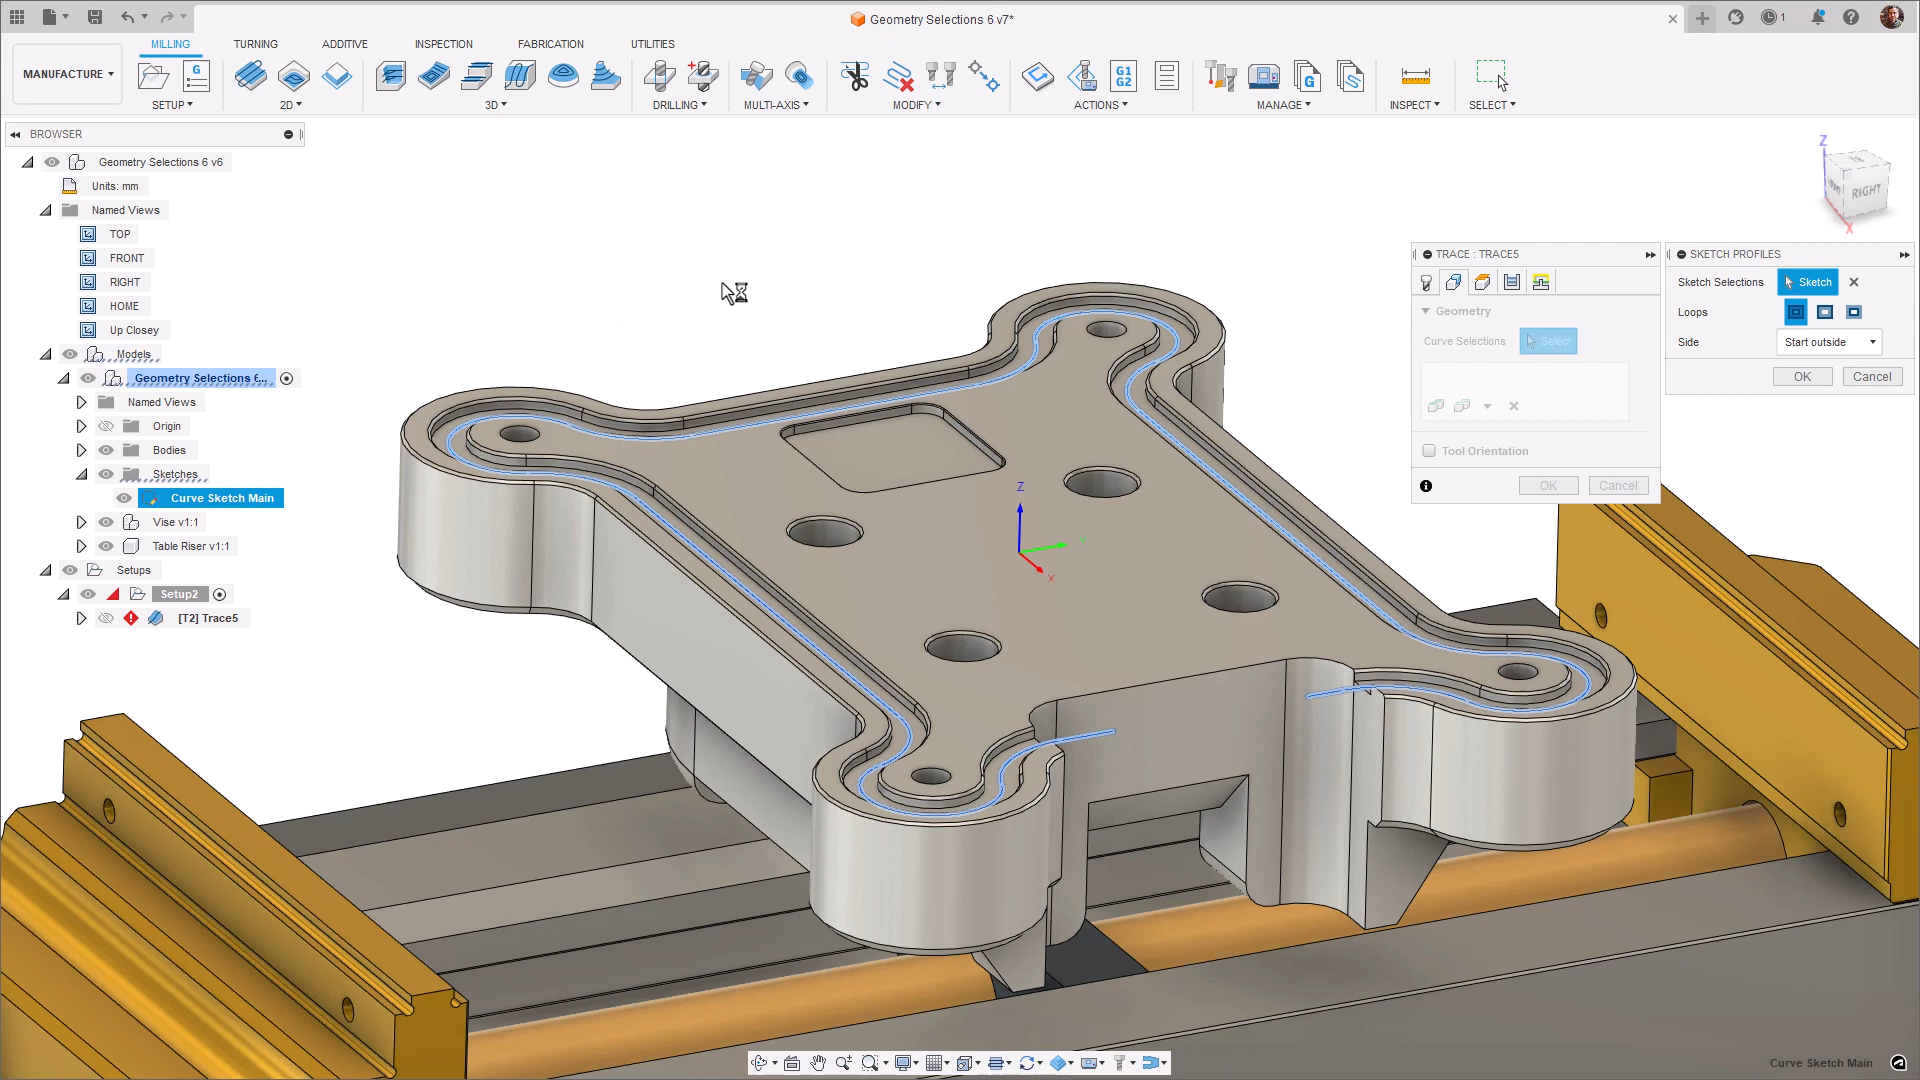 Geometry Selections 6 v7*
1
MILLING
TURNING
ADDITIVE
INSPECTION
FABRICATION
UTILITIES
MANUFACTURE
G
G1
G2
G
SETUP
2D
3D
DRILLING
MULTI-AXIS
MODIFY
ACTIONS
MANAGE
INSPECT
SELECT
BROWSER
Geometry Selections 6 v6
Units: mm
Named Views
TOP
FRONT
RIGHT
HOME
Up Closey
Models
Geometry Selections 6...
Named Views
Origin
Bodies
Sketches
Curve Sketch Main
Vise v1:1
Table Riser v1:1
Setups
Setup2
[T2] Trace5
Z
RIGHT
X
TRACE : TRACE5
Geometry
Curve Selections
Select
Tool Orientation
OK
Cancel
SKETCH PROFILES
Sketch Selections
Sketch
Loops
Side
Start outside
OK
Cancel
Z
Y
X
Curve Sketch Main